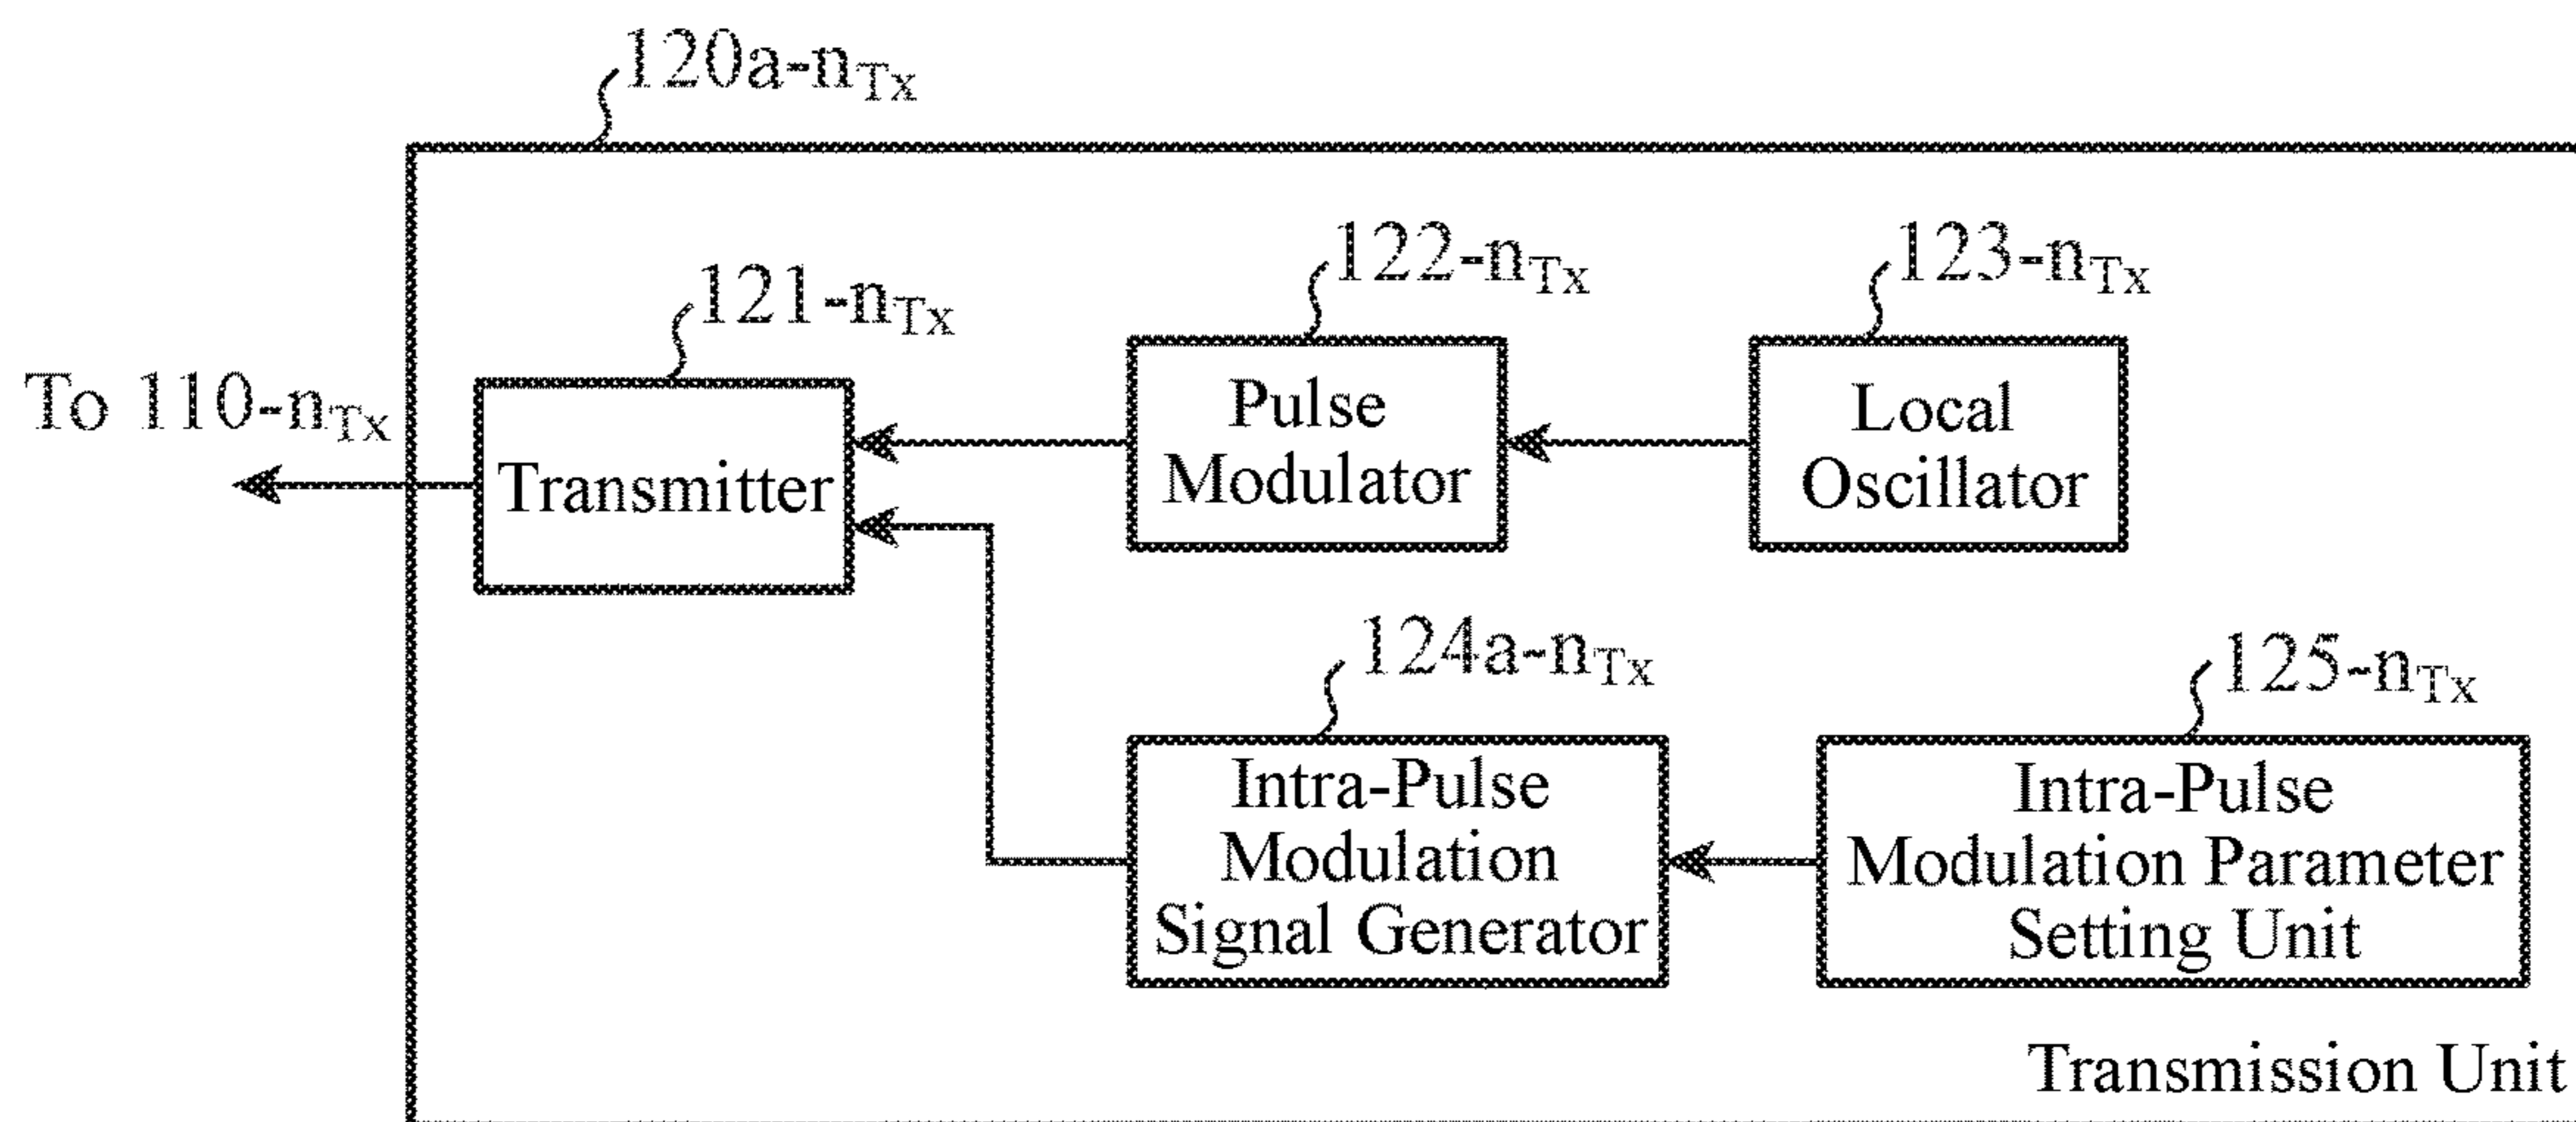 120a-nTx
122-nTx
123-nTx
121-nTx
To 110-nTx
Transmitter
Pulse
Modulator
Local
Oscillator
124a-nTx
125-nTx
Intra-Pulse
Modulation
Signal Generator
Intra-Pulse
Modulation Parameter
Setting Unit
Transmission Unit